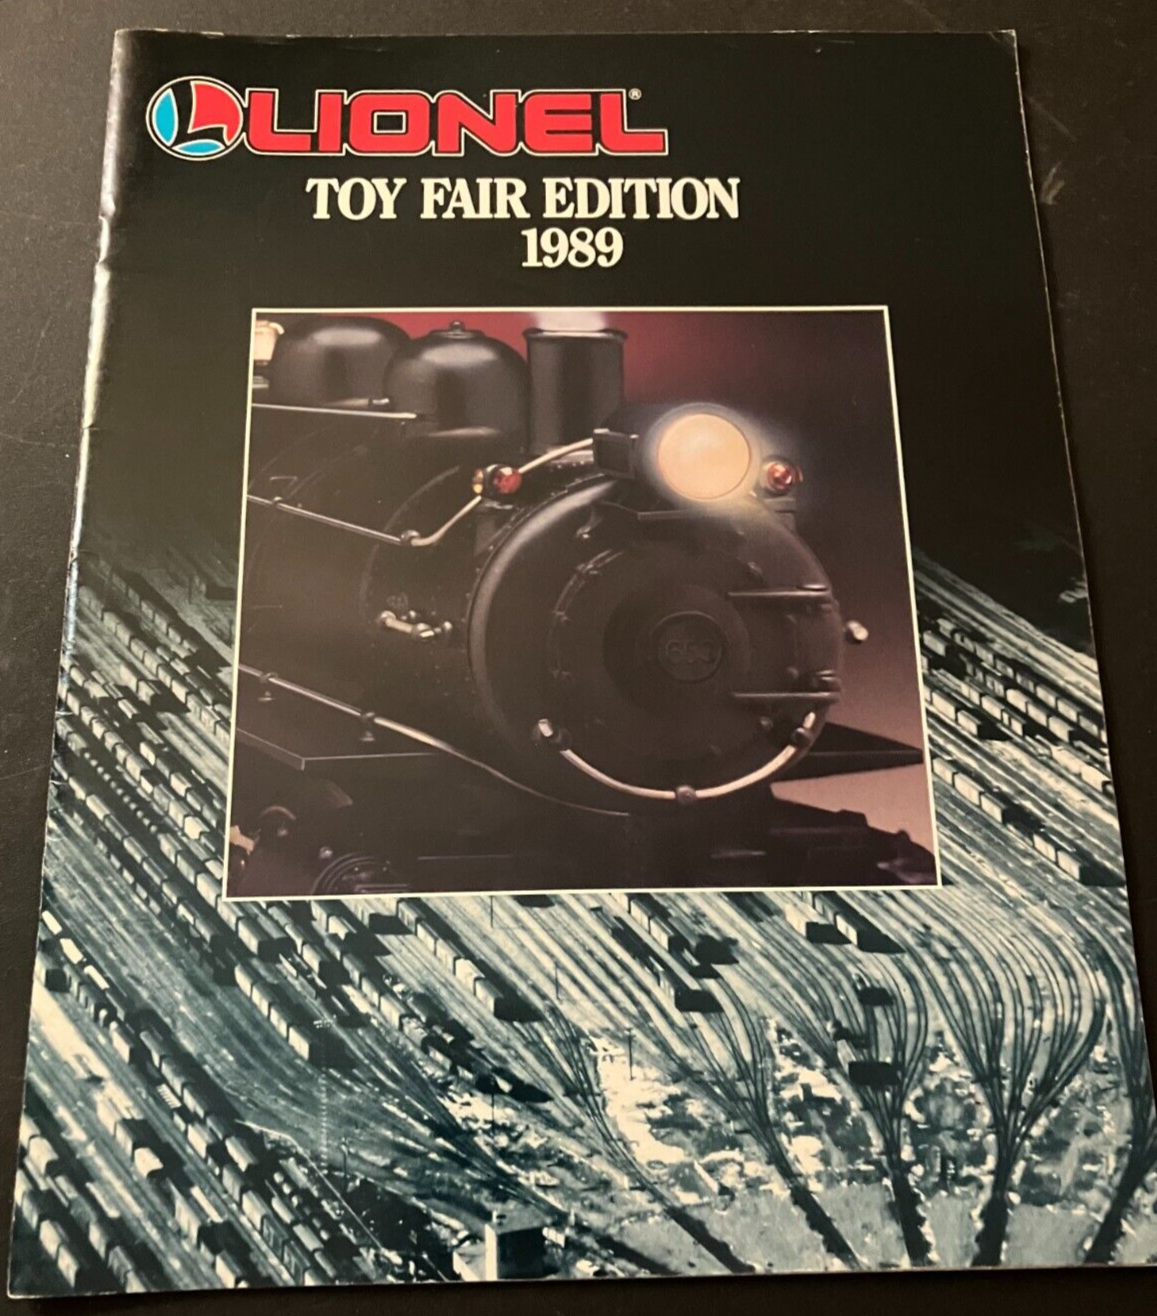 LIONEL®
TOY FAIR EDITION
1989